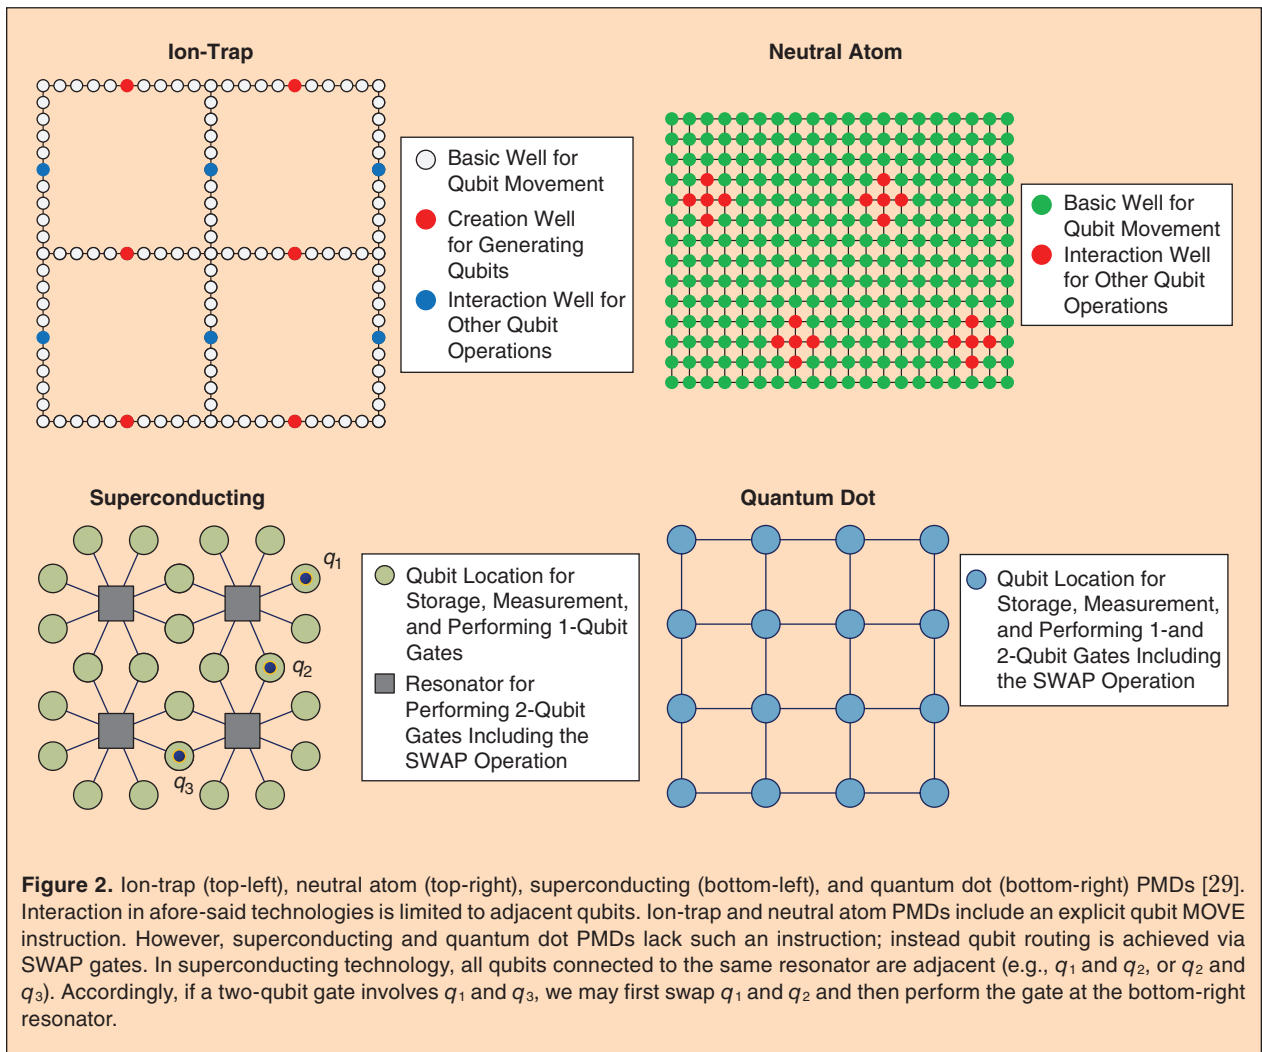 Ion-Trap
Basic Well for
Qubit Movement
Creation Well
for Generating
Qubits
Interaction Well for
Other Qubit
Operations
Neutral Atom
Basic Well for
Qubit Movement
Interaction Well
for Other Qubit
Operations
Superconducting
q1
q2
q3
Qubit Location for
Storage, Measurement,
and Performing 1-Qubit
Gates
Resonator for
Performing 2-Qubit
Gates Including the
SWAP Operation
Quantum Dot
Qubit Location for
Storage, Measurement,
and Performing 1-and
2-Qubit Gates Including
the SWAP Operation
Figure 2. Ion-trap (top-left), neutral atom (top-right), superconducting (bottom-left), and quantum dot (bottom-right) PMDs [29].
Interaction in afore-said technologies is limited to adjacent qubits. Ion-trap and neutral atom PMDs include an explicit qubit MOVE
instruction. However, superconducting and quantum dot PMDs lack such an instruction; instead qubit routing is achieved via
SWAP gates. In superconducting technology, all qubits connected to the same resonator are adjacent (e.g., q1 and q2, or q2 and
q3). Accordingly, if a two-qubit gate involves q1 and q3, we may first swap q1 and q2 and then perform the gate at the bottom-right
resonator.